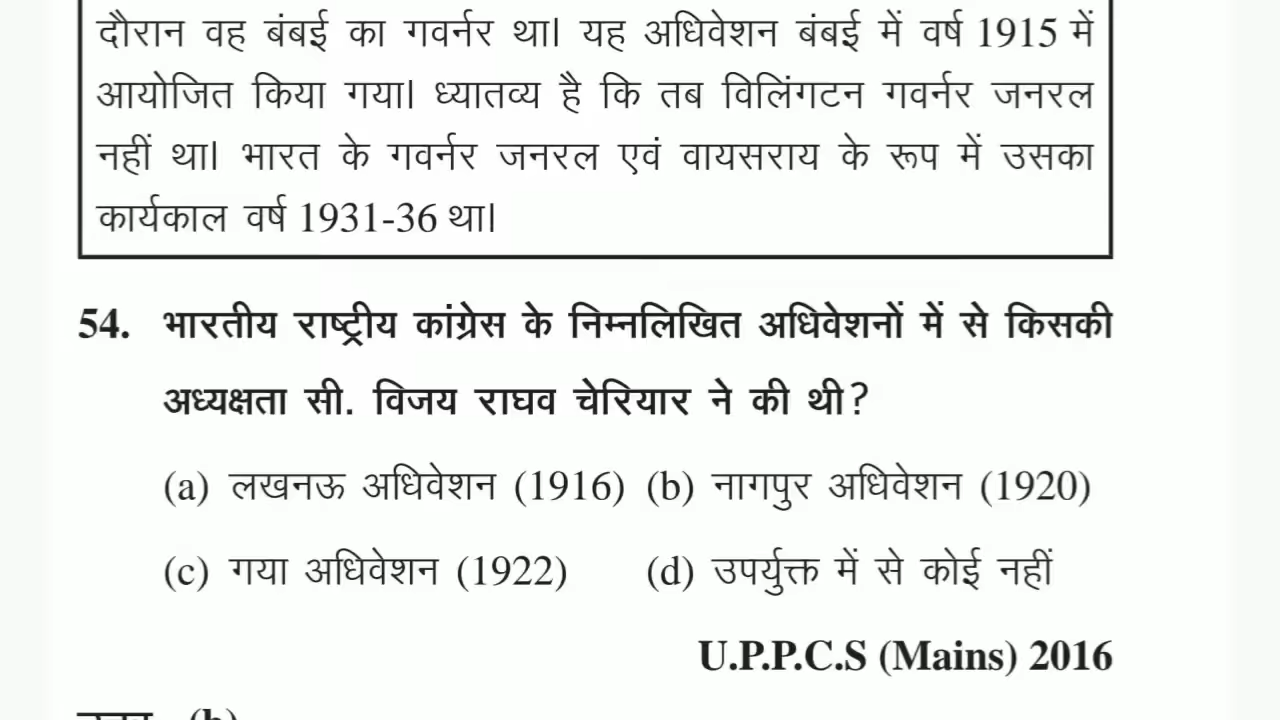 दौरान वह बंबई का गवर्नर था। यह अधिवेशन बंबई में वर्ष 1915 में
आयोजित किया गया। ध्यातव्य है कि तब विलिंगटन गवर्नर जनरल
नहीं था। भारत के गवर्नर जनरल एवं वायसराय के रूप में उसका
कार्यकाल वर्ष 1931-36 था।
54. भारतीय राष्ट्रीय कांग्रेस के निम्नलिखित अधिवेशनों में से किसकी
अध्यक्षता सी. विजय राघव चेरियार ने की थी?
(a) लखनऊ अधिवेशन (1916) (b) नागपुर अधिवेशन (1920)
(c) गया अधिवेशन (1922) (d) उपर्युक्त में से कोई नहीं
U.P.P.C.S (Mains) 2016
(b)